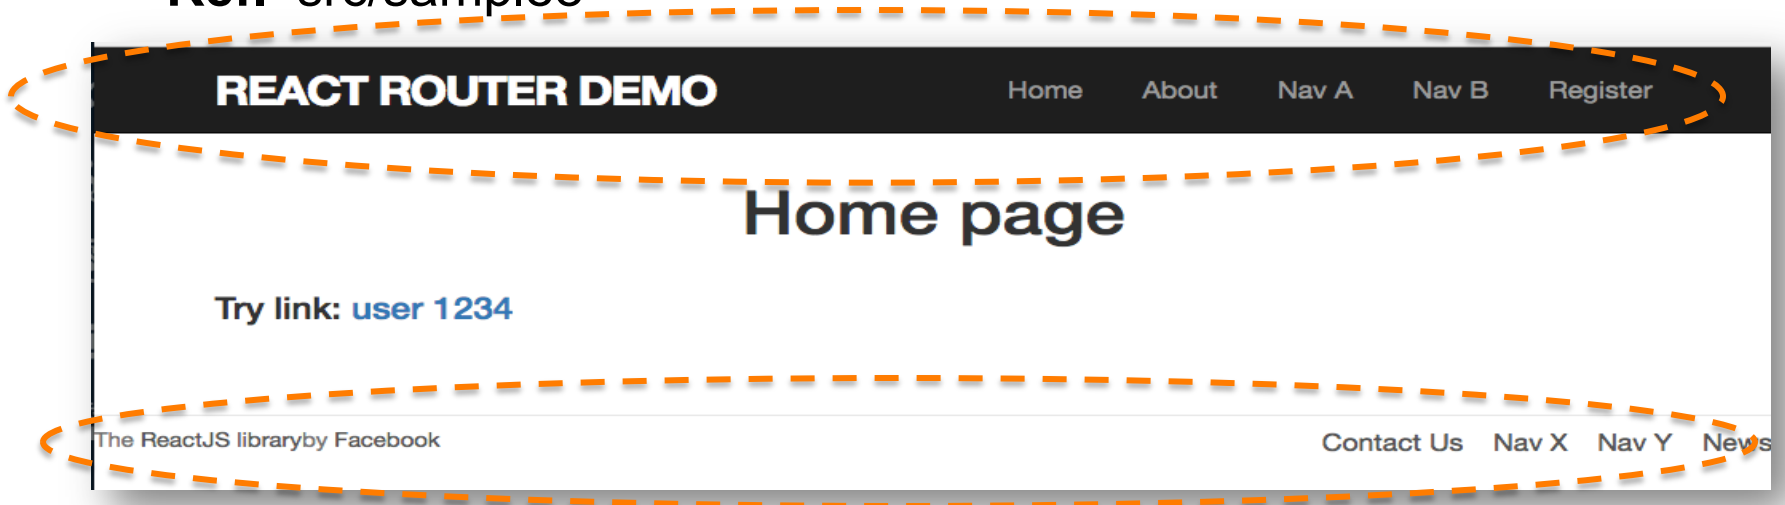 REACT ROUTER DEMO Home About Nav A Nav B Register
Home page
Try link: user 1234
The ReactJS libraryby Facebook Contact Us Nav X Nav Y News